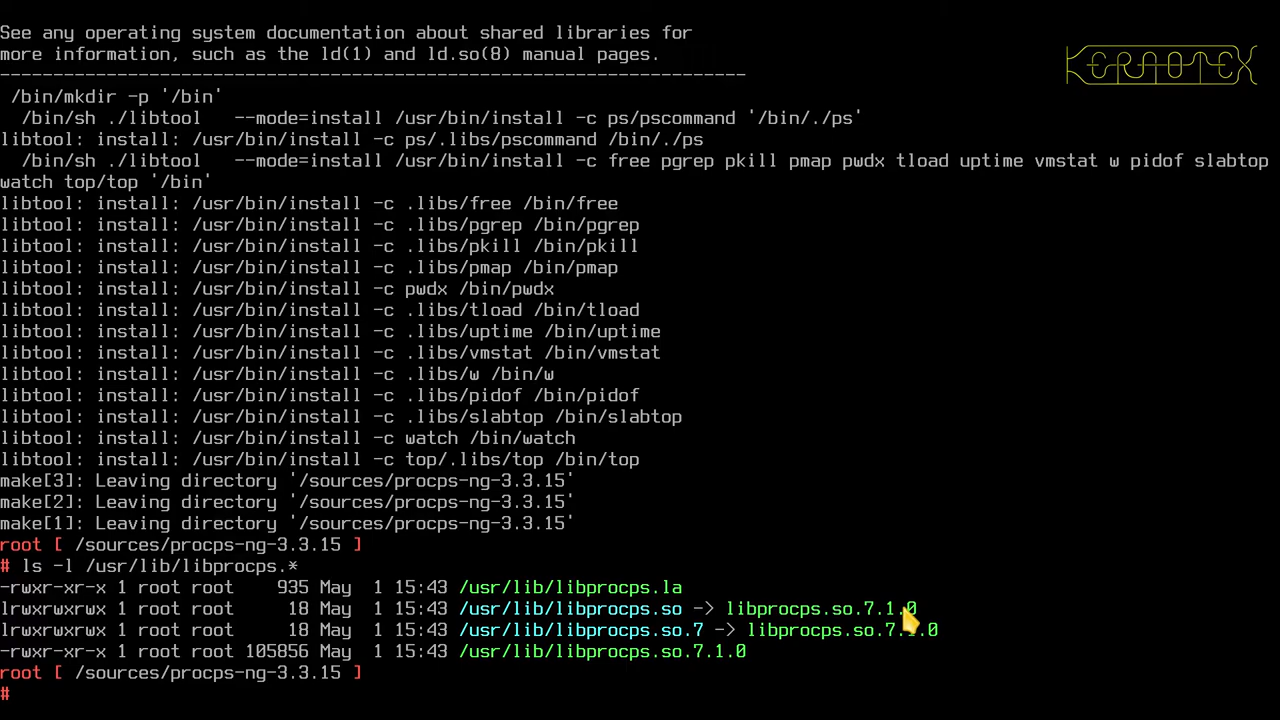 See any operating system documentation about shared libraries for
more information, such as the ld(1) and ld.so(8) manual pages.
----------------------------------------------------------------------
KERNOTEX
 /bin/mkdir -p '/bin'
  /bin/sh ./libtool   --mode=install /usr/bin/install -c ps/pscommand '/bin/./ps'
libtool: install: /usr/bin/install -c ps/.libs/pscommand /bin/./ps
  /bin/sh ./libtool   --mode=install /usr/bin/install -c free pgrep pkill pmap pwdx tload uptime vmstat w pidof slabtop
watch top/top '/bin'
libtool: install: /usr/bin/install -c .libs/free /bin/free
libtool: install: /usr/bin/install -c .libs/pgrep /bin/pgrep
libtool: install: /usr/bin/install -c .libs/pkill /bin/pkill
libtool: install: /usr/bin/install -c .libs/pmap /bin/pmap
libtool: install: /usr/bin/install -c pwdx /bin/pwdx
libtool: install: /usr/bin/install -c .libs/tload /bin/tload
libtool: install: /usr/bin/install -c .libs/uptime /bin/uptime
libtool: install: /usr/bin/install -c .libs/vmstat /bin/vmstat
libtool: install: /usr/bin/install -c .libs/w /bin/w
libtool: install: /usr/bin/install -c .libs/pidof /bin/pidof
libtool: install: /usr/bin/install -c .libs/slabtop /bin/slabtop
libtool: install: /usr/bin/install -c watch /bin/watch
libtool: install: /usr/bin/install -c top/.libs/top /bin/top
make[3]: Leaving directory '/sources/procps-ng-3.3.15'
make[2]: Leaving directory '/sources/procps-ng-3.3.15'
make[1]: Leaving directory '/sources/procps-ng-3.3.15'
root [ /sources/procps-ng-3.3.15 ]
# ls -l /usr/lib/libprocps.*
-rwxr-xr-x 1 root root    935 May  1 15:43 /usr/lib/libprocps.la
lrwxrwxrwx 1 root root     18 May  1 15:43 /usr/lib/libprocps.so -> libprocps.so.7.1.0
lrwxrwxrwx 1 root root     18 May  1 15:43 /usr/lib/libprocps.so.7 -> libprocps.so.7.1.0
-rwxr-xr-x 1 root root 105856 May  1 15:43 /usr/lib/libprocps.so.7.1.0
root [ /sources/procps-ng-3.3.15 ]
#